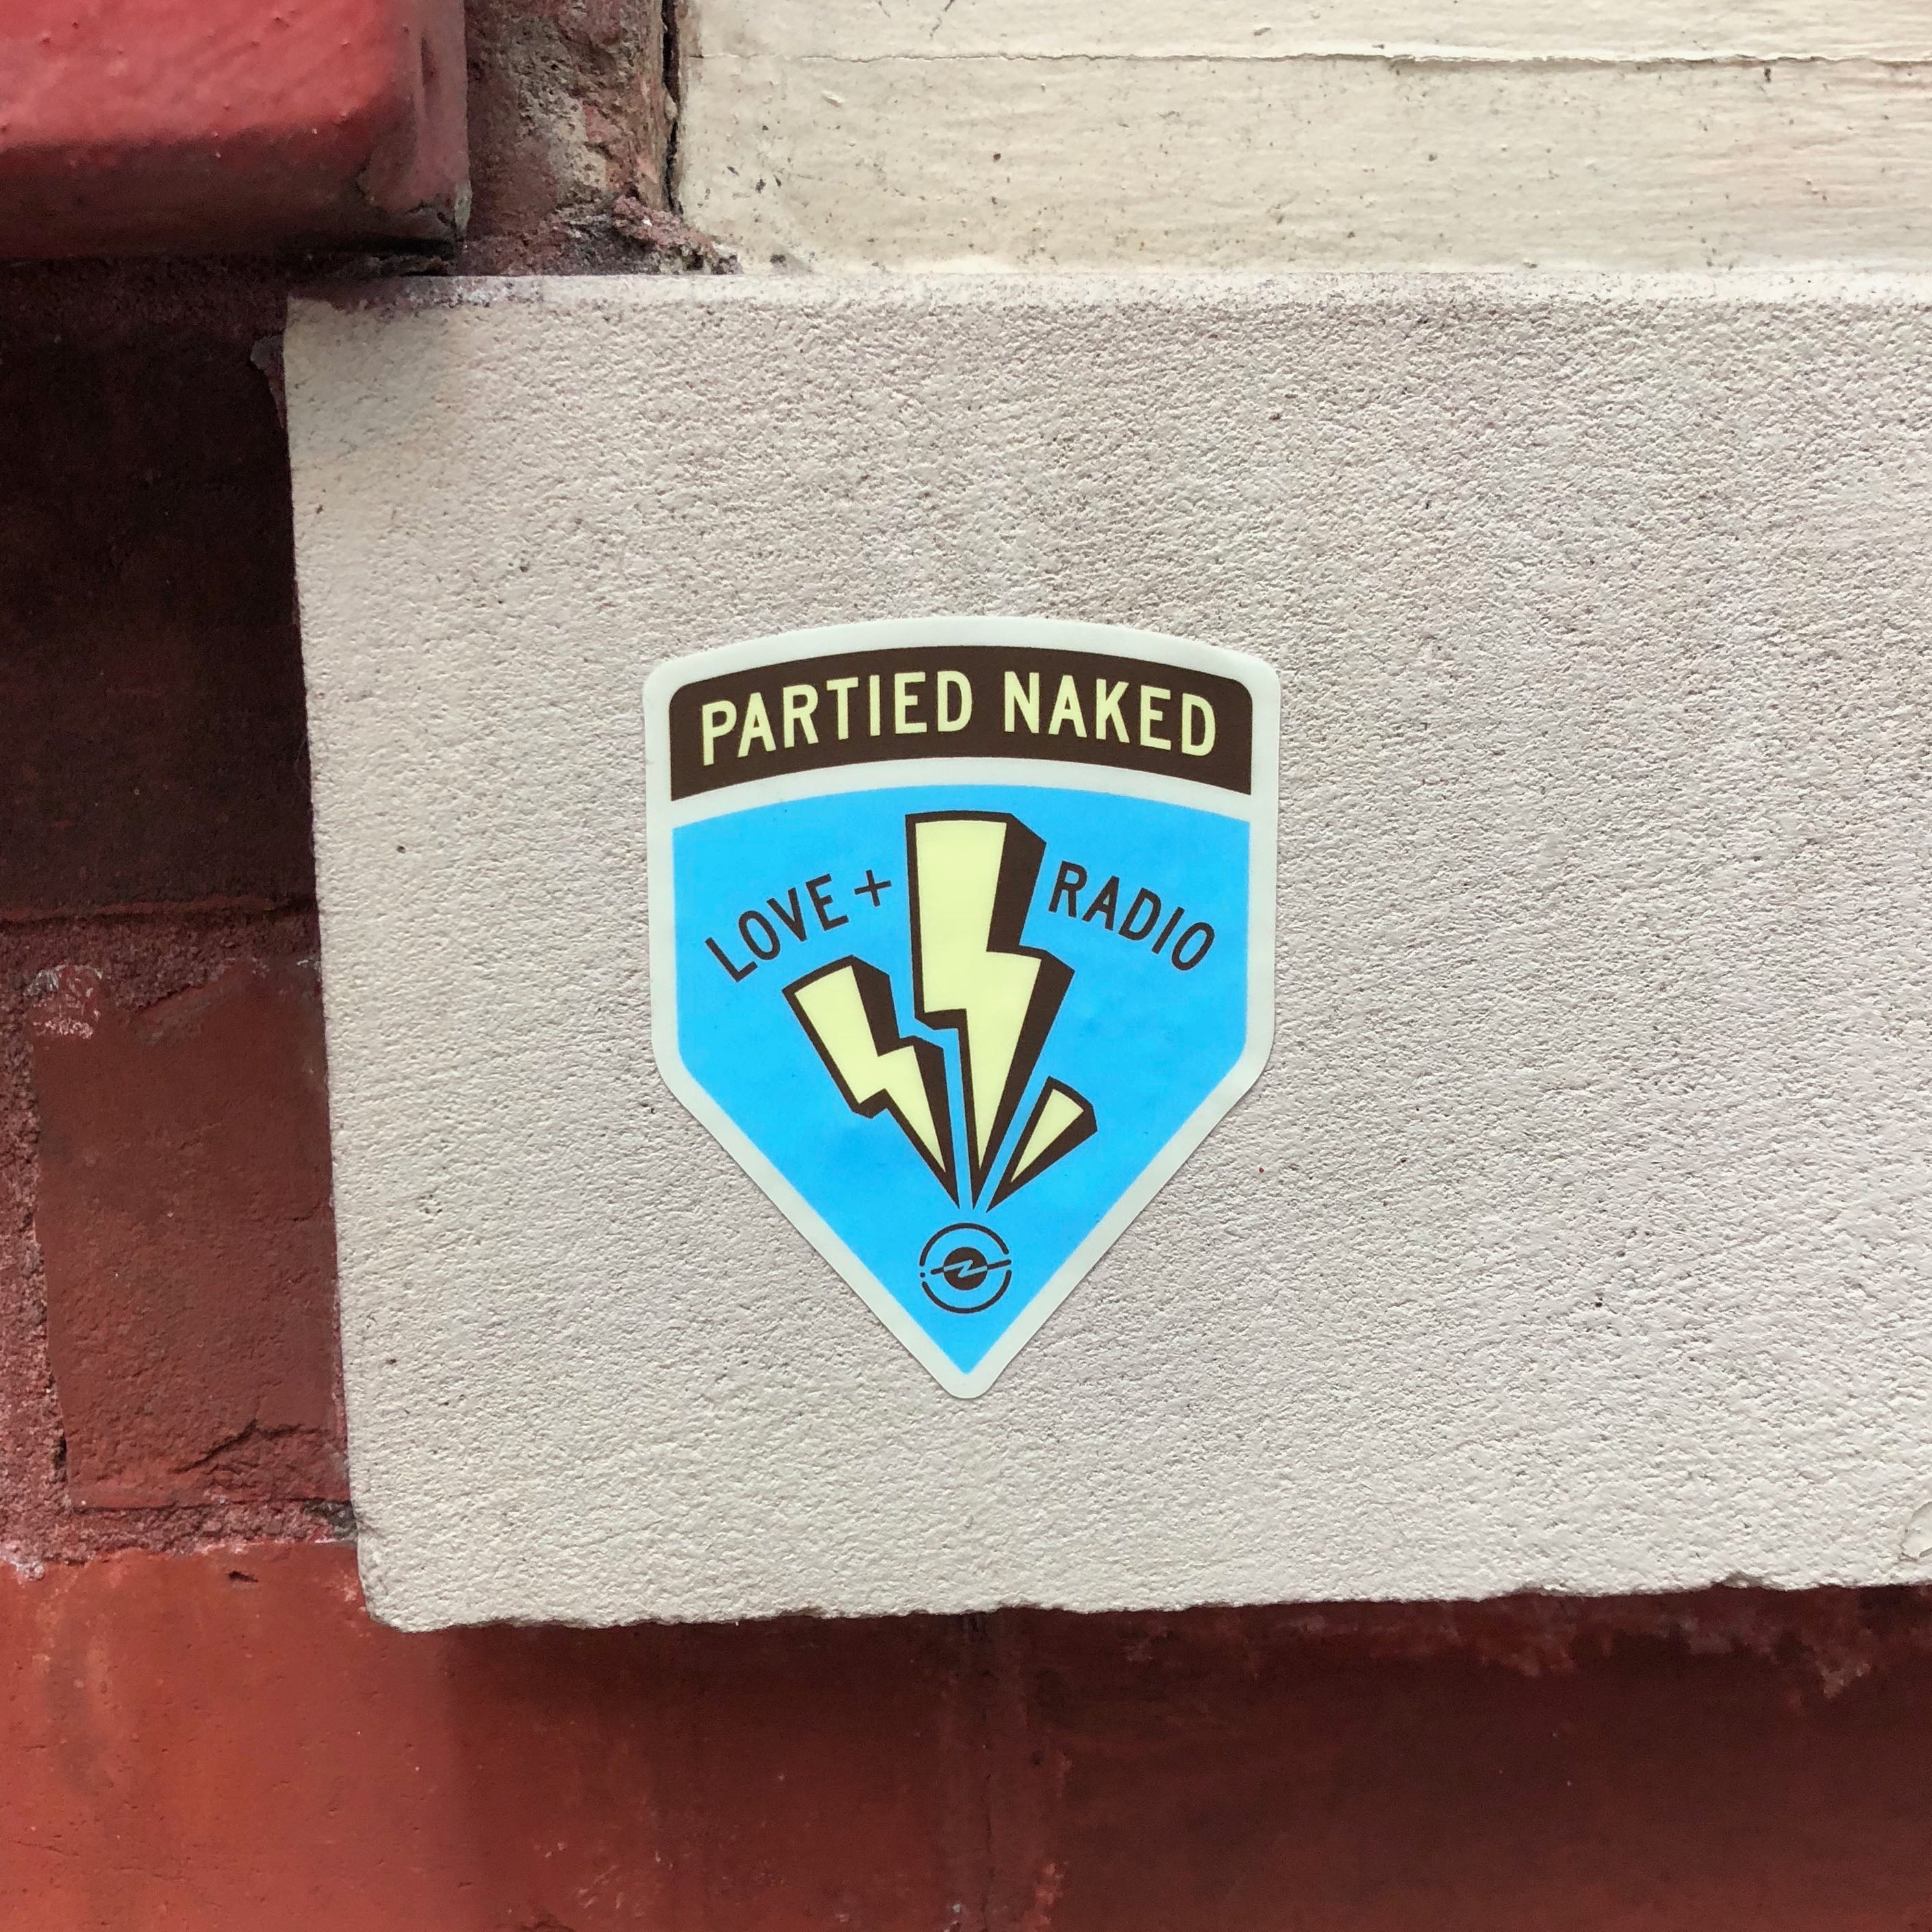 PARTIED NAKED
LOVE + RADIO